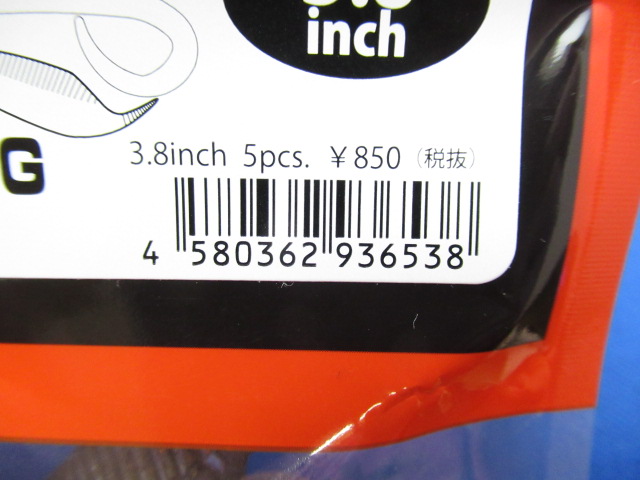 inch
G
3.8inch 5pcs. ¥850（税抜）
4 580362 936538